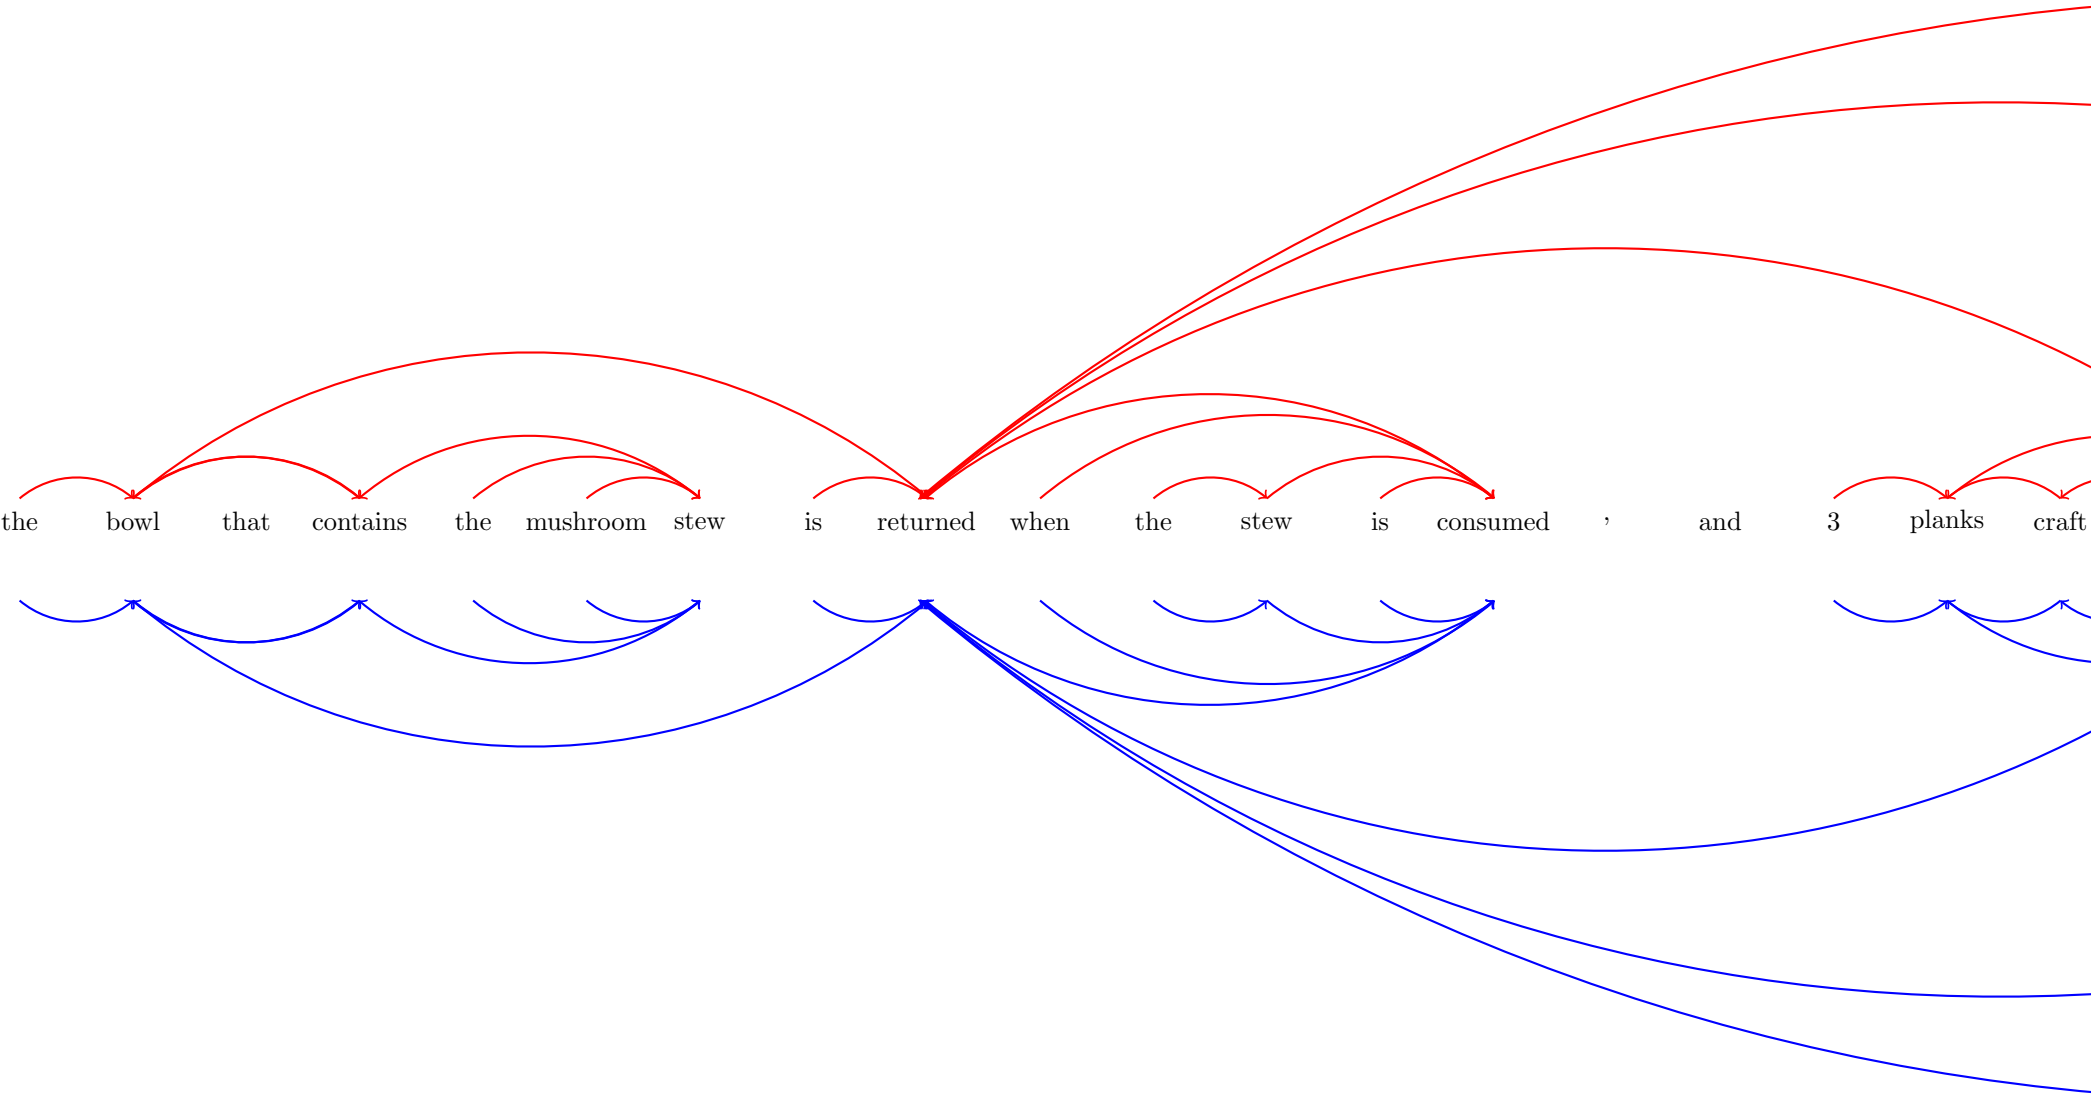 the bowl that contains the mushroom stew is returned when the stew is consumed , and 3 planks craft